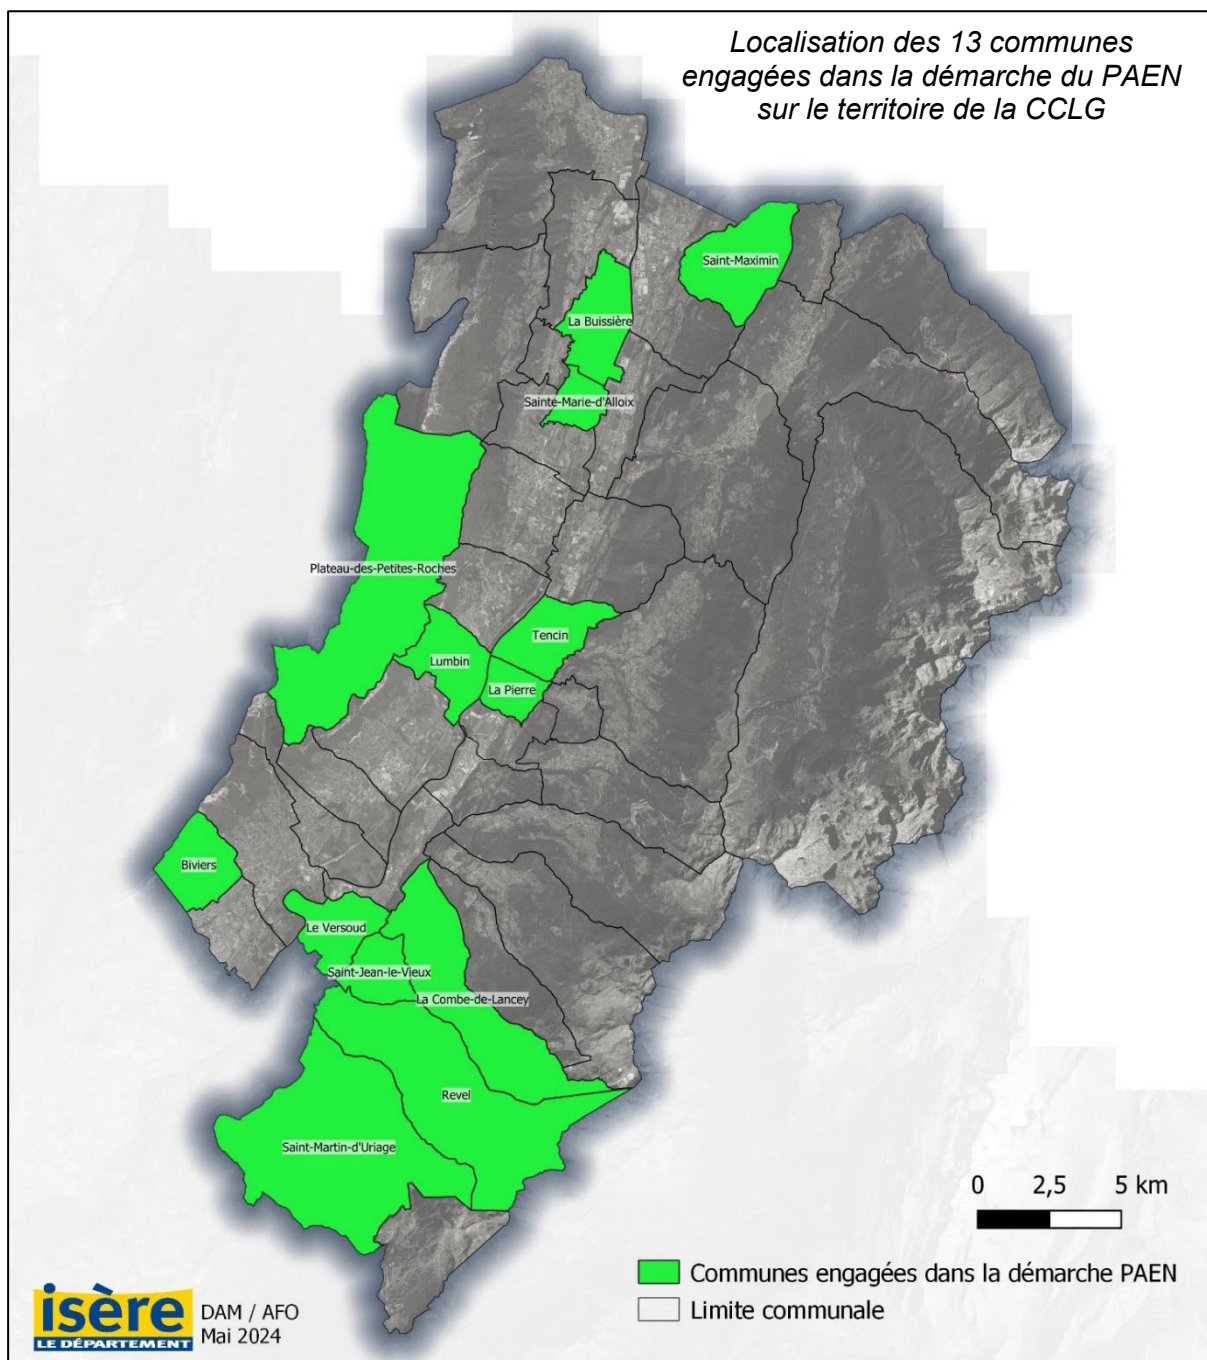 Localisation des 13 communes
engagées dans la démarche du PAEN
sur le territoire de la CCLG
Saint-Maximin
La Buissière
Sainte-Marie-d'Alloix
Plateau-des-Petites-Roches
Tencin
Lumbin
La Pierre
Biviers
Le Versoud
Saint-Jean-le-Vieux
La Combe-de-Lancey
Revel
Saint-Martin-d'Uriage
0 2,5 5 km
Communes engagées dans la démarche PAEN
Limite communale
isère
LE DÉPARTEMENT
DAM / AFO
Mai 2024